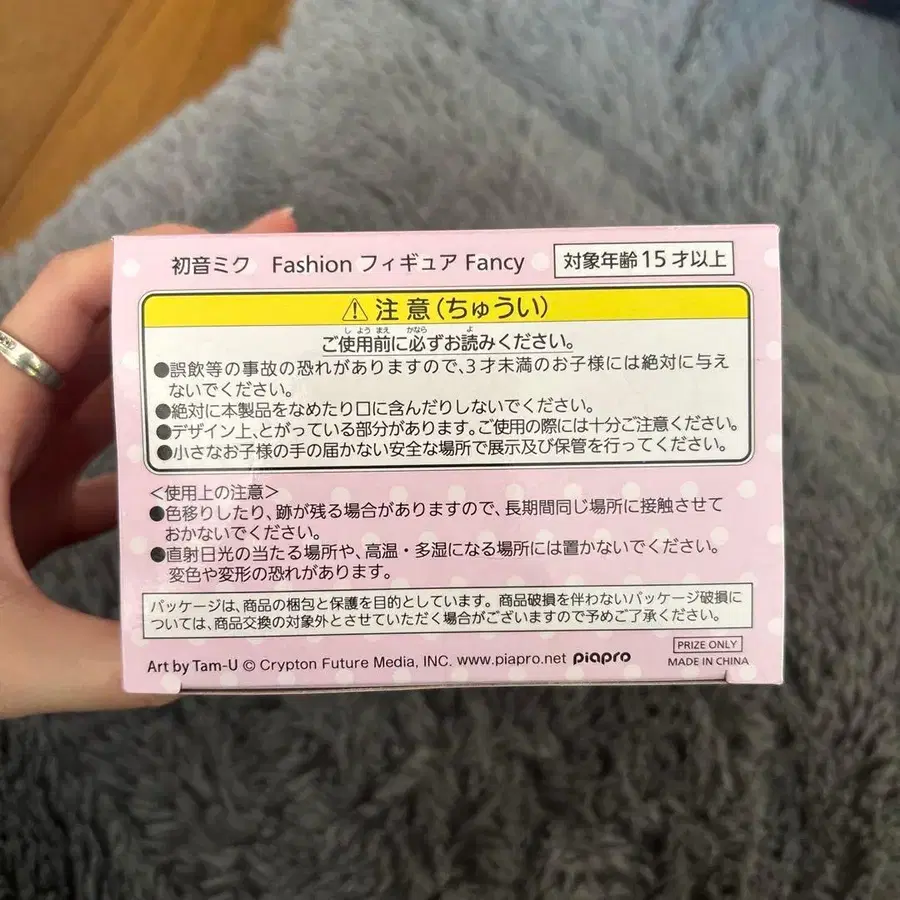 初音ミク Fashion フィギュア Fancy
対象年齢15才以上
⚠ 注意(ちゅうい)
しようまえ かなら よ
ご使用前に必ずお読みください。
●誤飲等の事故の恐れがありますので、3才未満のお子様には絶対に与え
ないでください。
●絶対に本製品をなめたり口に含んだりしないでください。
●デザイン上、とがっている部分があります。ご使用の際には十分ご注意ください。
●小さなお子様の手の届かない安全な場所で展示及び保管を行ってください。
<使用上の注意>
●色移りしたり、跡が残る場合がありますので、長期間同じ場所に接触させて
おかないでください。
●直射日光の当たる場所や、高温・多湿になる場所には置かないでください。
変色や変形の恐れがあります。
パッケージは、商品の梱包と保護を目的としています。商品破損を伴わないパッケージ破損に
ついては、商品交換の対象外とさせていただく場合がございますので予めご了承ください。
PRIZE ONLY
Art by Tam-U © Crypton Future Media, INC. www.piapro.net piapro
MADE IN CHINA